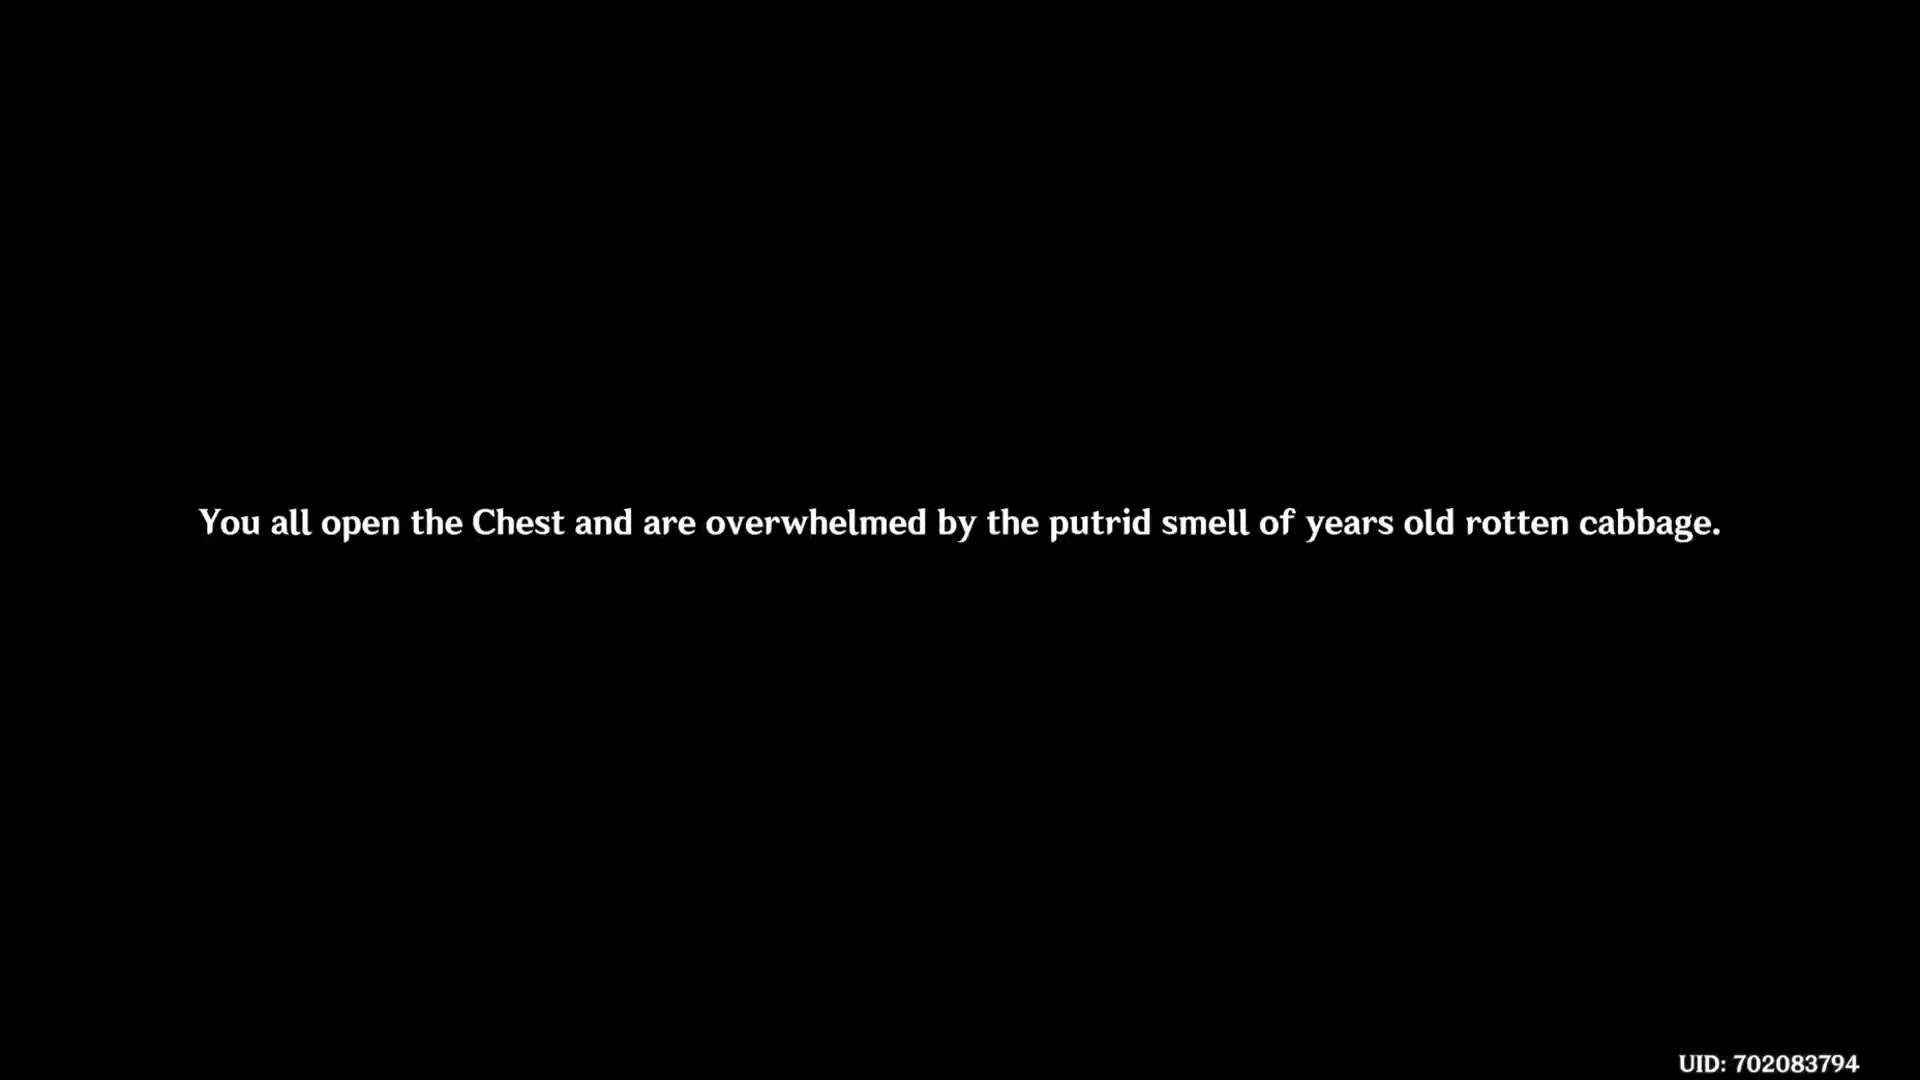 You all open the Chest and are overwhelmed by the putrid smell of years old rotten cabbage.
UID: 702083794